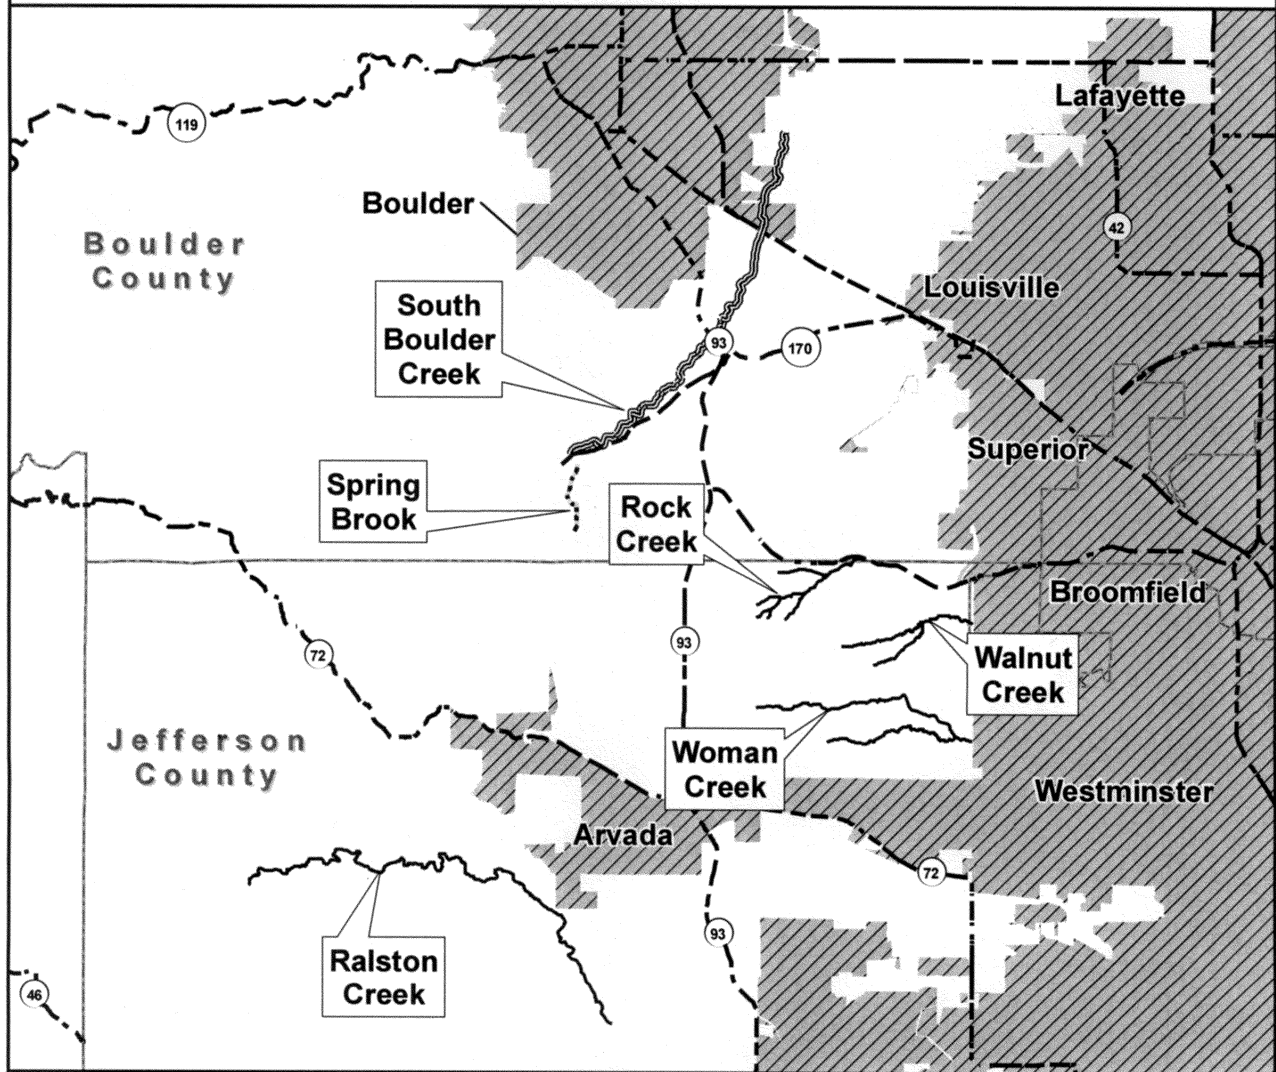 Lafayette
119
Boulder
42
Boulder
County
Louisville
South
Boulder
Creek
93
170
Superior
Spring
Brook
Rock
Creek
Broomfield
93
72
Walnut
Creek
Jefferson
County
Woman
Creek
Westminster
Arvada
72
93
Ralston
Creek
46